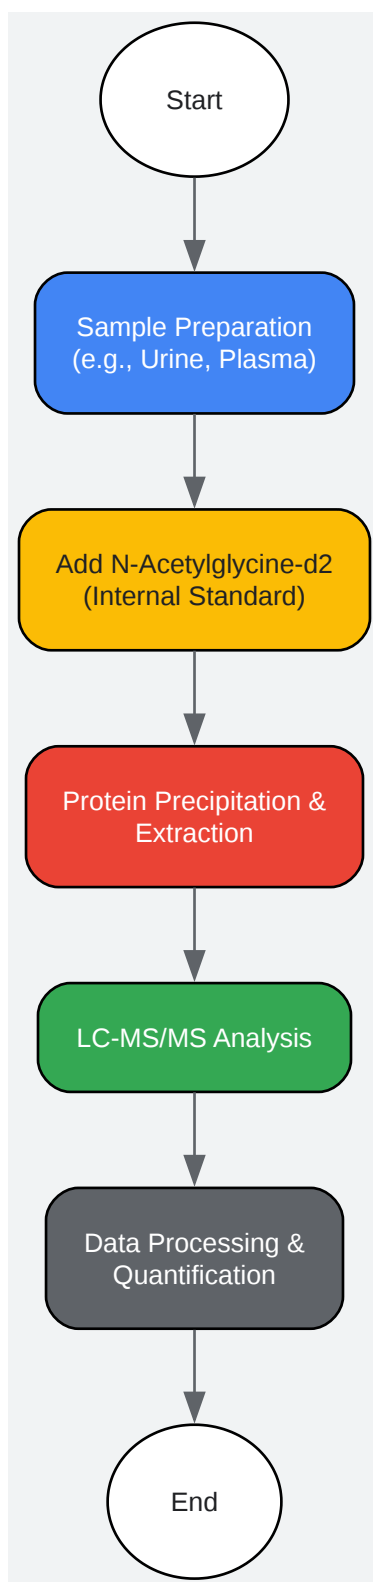 Start
Sample Preparation
(e.g., Urine, Plasma)
Add N-Acetylglycine-d2
(Internal Standard)
Protein Precipitation &
Extraction
LC-MS/MS Analysis
Data Processing &
Quantification
End